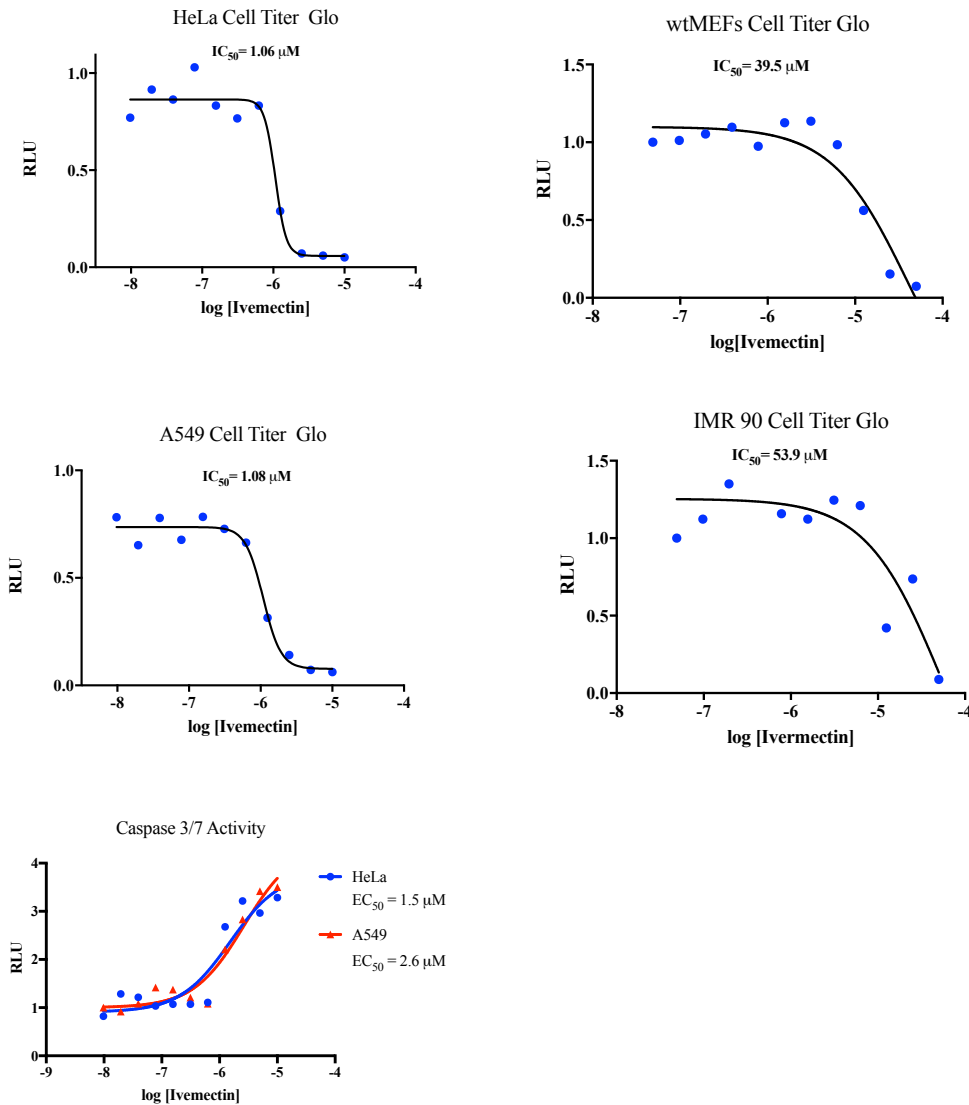 HeLa Cell Titer Glo
IC50= 1.06 μM
1.0
0.5
0.0
RLU
-8 -7 -6 -5 -4
log [Ivemectin]
wtMEFs Cell Titer Glo
IC50= 39.5 μM
1.5
1.0
0.5
0.0
RLU
-8 -7 -6 -5 -4
log[Ivemectin]
A549 Cell Titer Glo
IC50= 1.08 μM
1.0
0.5
0.0
RLU
-8 -7 -6 -5 -4
log [Ivemectin]
IMR 90 Cell Titer Glo
IC50= 53.9 μM
1.5
1.0
0.5
0.0
RLU
-8 -7 -6 -5 -4
log [Ivermectin]
Caspase 3/7 Activity
4
3
2
1
0
RLU
-9 -8 -7 -6 -5 -4
log [Ivemectin]
HeLa
EC50 = 1.5 μM
A549
EC50 = 2.6 μM